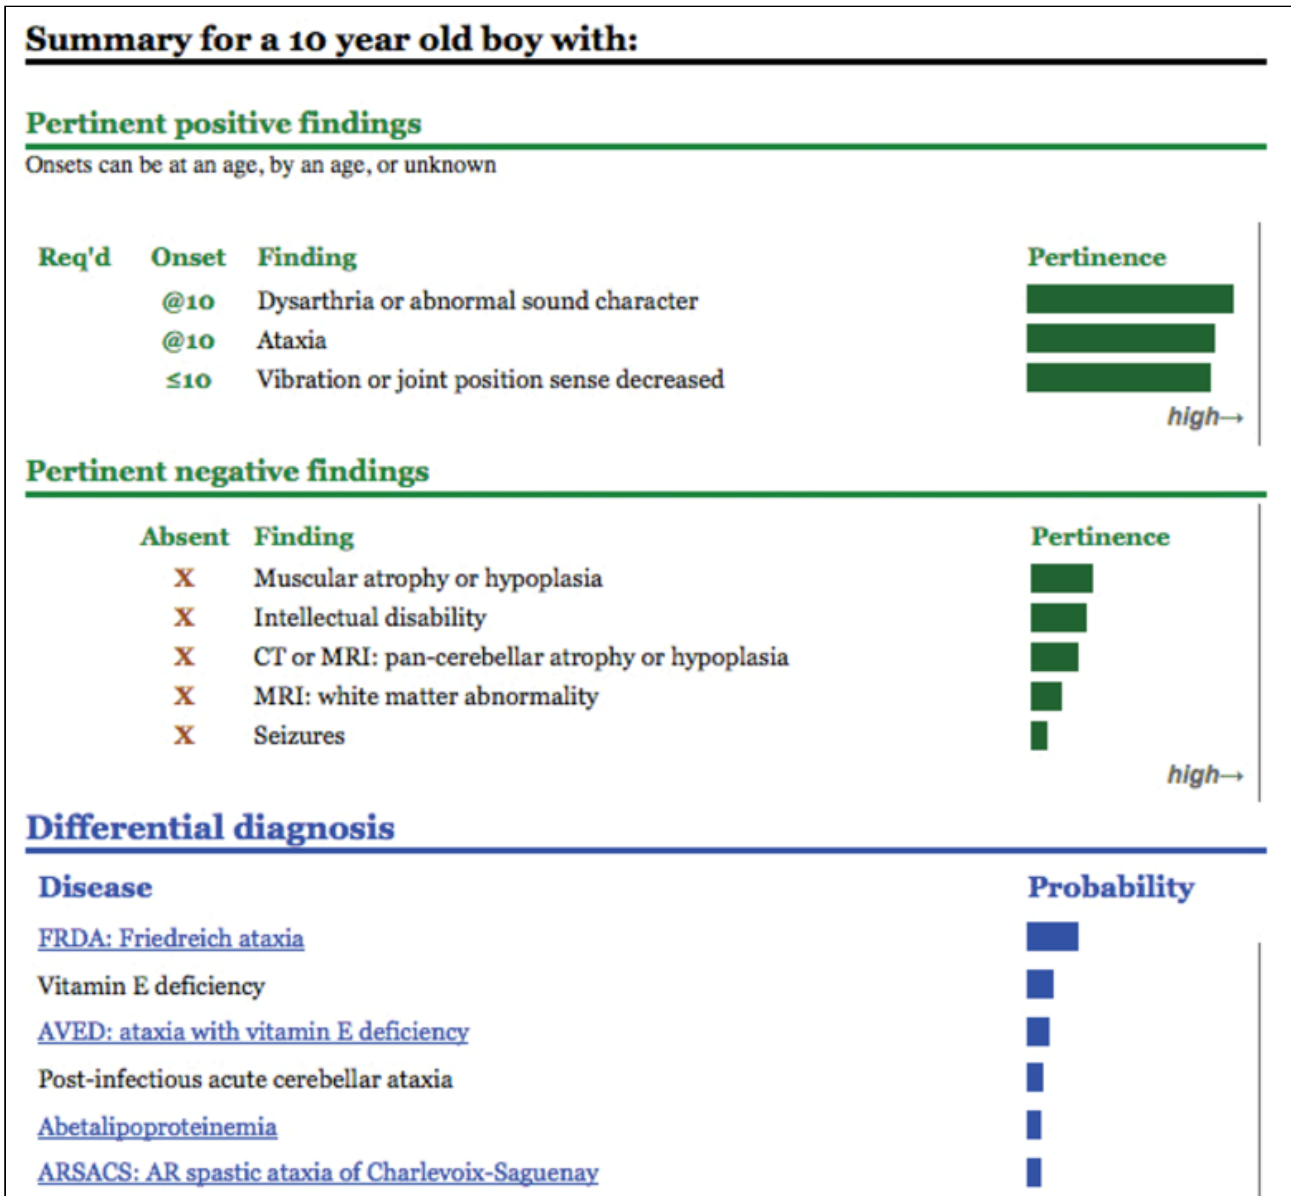 Summary for a 10 year old boy with:
Pertinent positive findings
Onsets can be at an age, by an age, or unknown
Req'd Onset Finding Pertinence
@10 Dysarthria or abnormal sound character
@10 Ataxia
≤10 Vibration or joint position sense decreased
high→
Pertinent negative findings
Absent Finding Pertinence
X Muscular atrophy or hypoplasia
X Intellectual disability
X CT or MRI: pan-cerebellar atrophy or hypoplasia
X MRI: white matter abnormality
X Seizures
high→
Differential diagnosis
Disease Probability
FRDA: Friedreich ataxia
Vitamin E deficiency
AVED: ataxia with vitamin E deficiency
Post-infectious acute cerebellar ataxia
Abetalipoproteinemia
ARSACS: AR spastic ataxia of Charlevoix-Saguenay